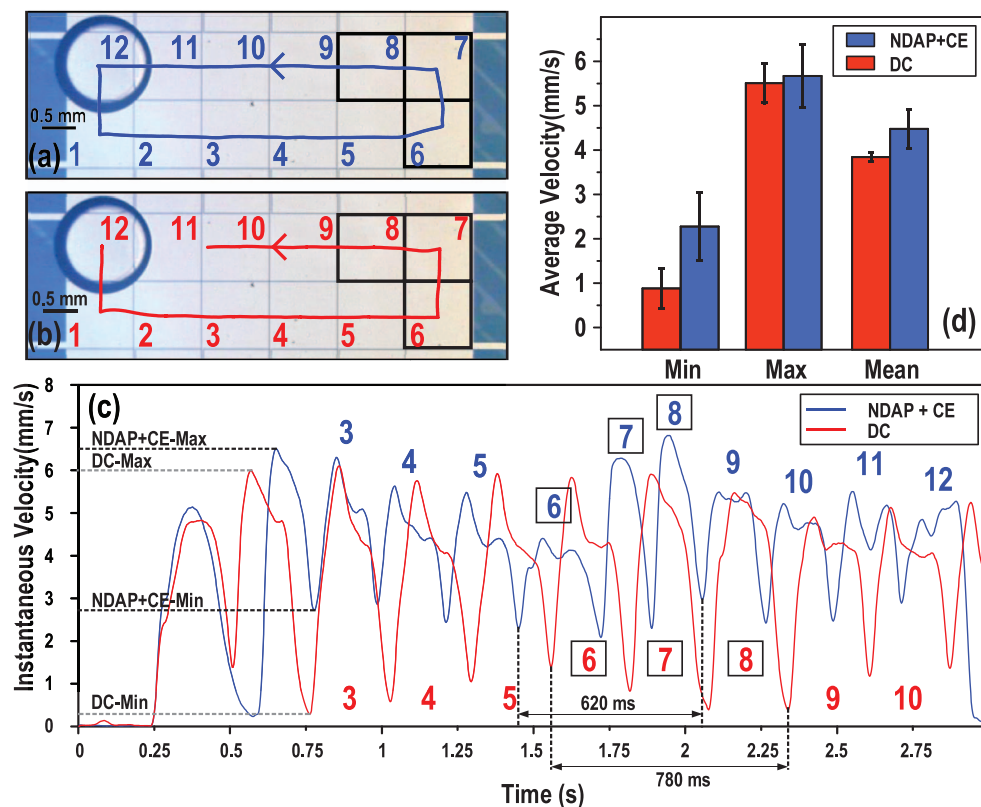 12 11 10 9 8 7
0.5 mm
(a)
1 2 3 4 5 6
12 11 10 9 8 7
0.5 mm
(b)
1 2 3 4 5 6
NDAP+CE
DC
Average Velocity(mm/s)
6
5
4
3
2
1
0
(d)
Min Max Mean
(c)
NDAP + CE
DC
Instantaneous Velocity(mm/s)
8
7
6
5
4
3
2
1
0
NDAP+CE-Max
DC-Max
NDAP+CE-Min
DC-Min
3 4 5 6 7 8 9 10 11 12
3 4 5 6 7 8 9 10
620 ms
780 ms
0 0.25 0.5 0.75 1 1.25 1.5 1.75 2 2.25 2.5 2.75
Time (s)